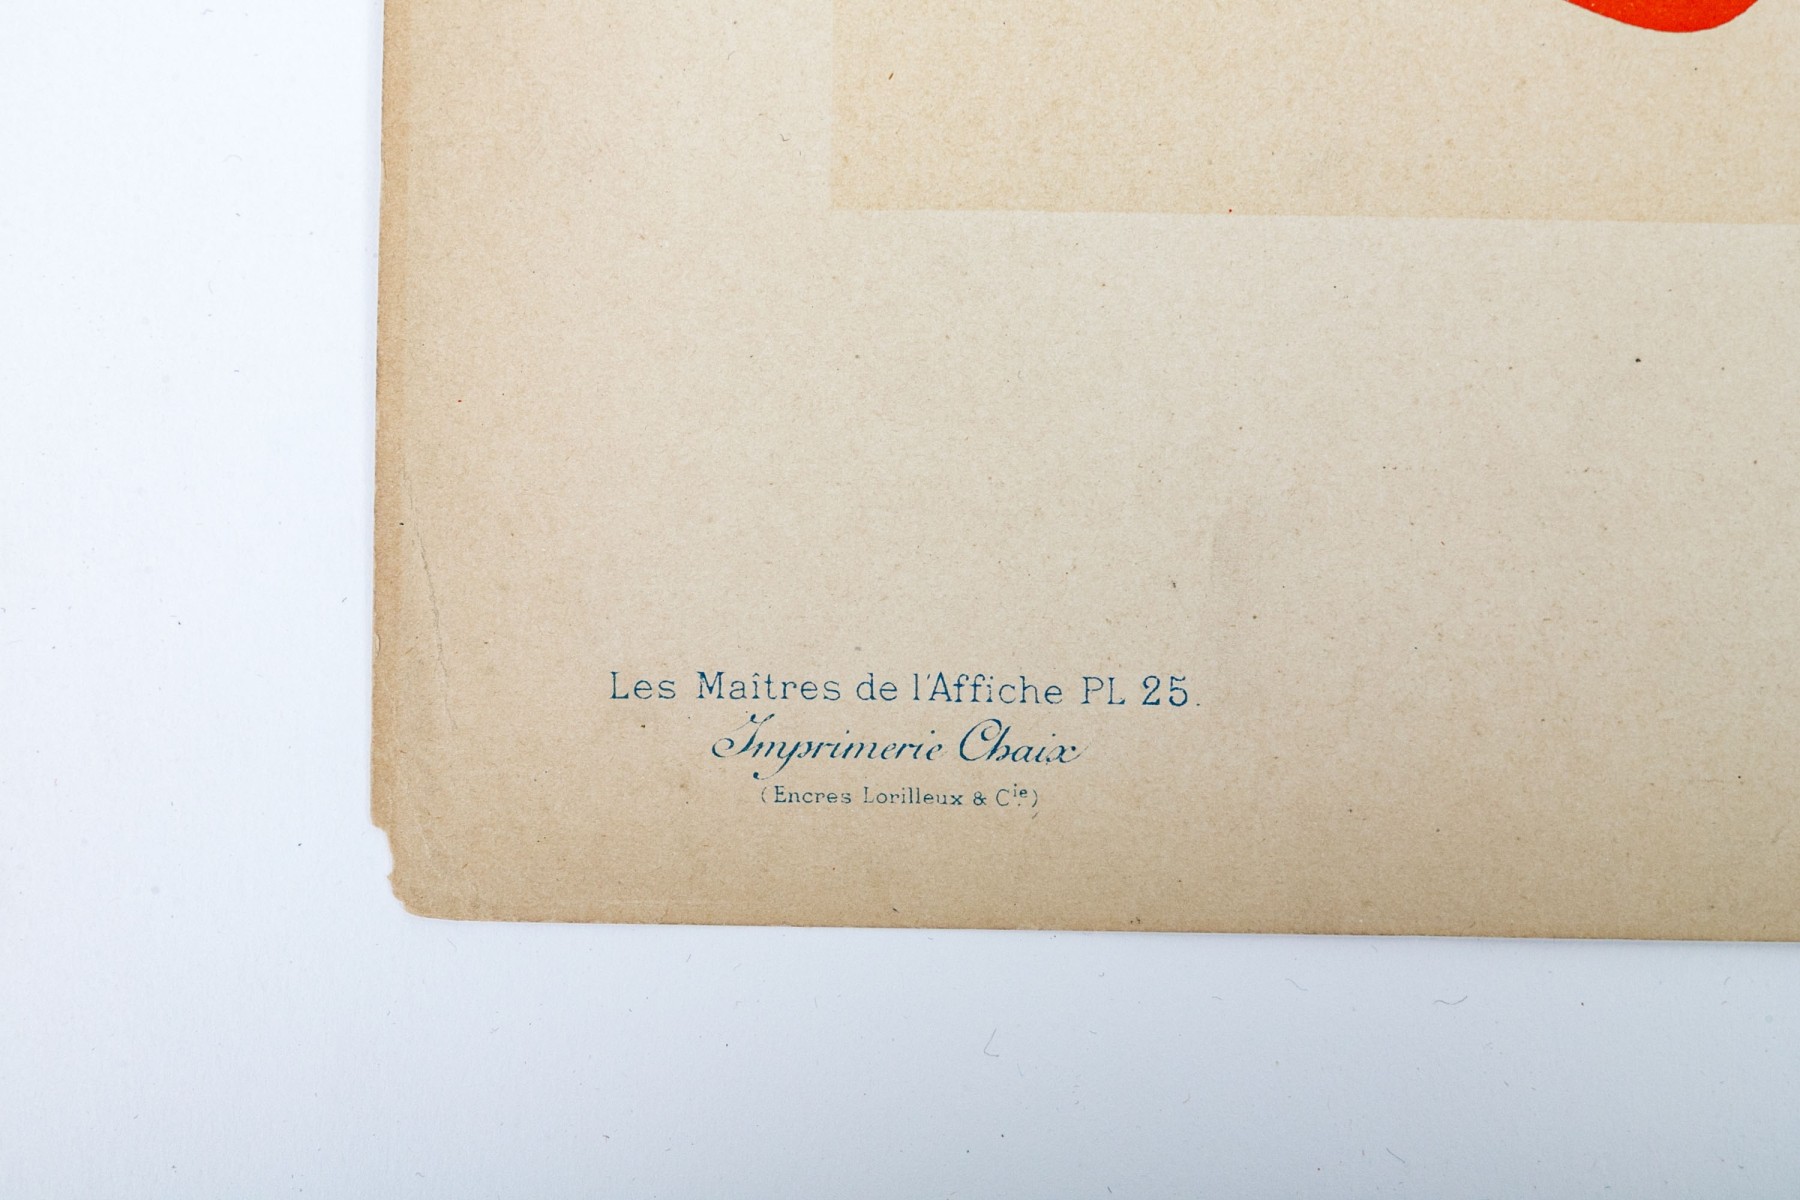 Les Maîtres de l'Affiche PL 25.
Imprimerie Chaix
(Encres Lorilleux & Cie.)